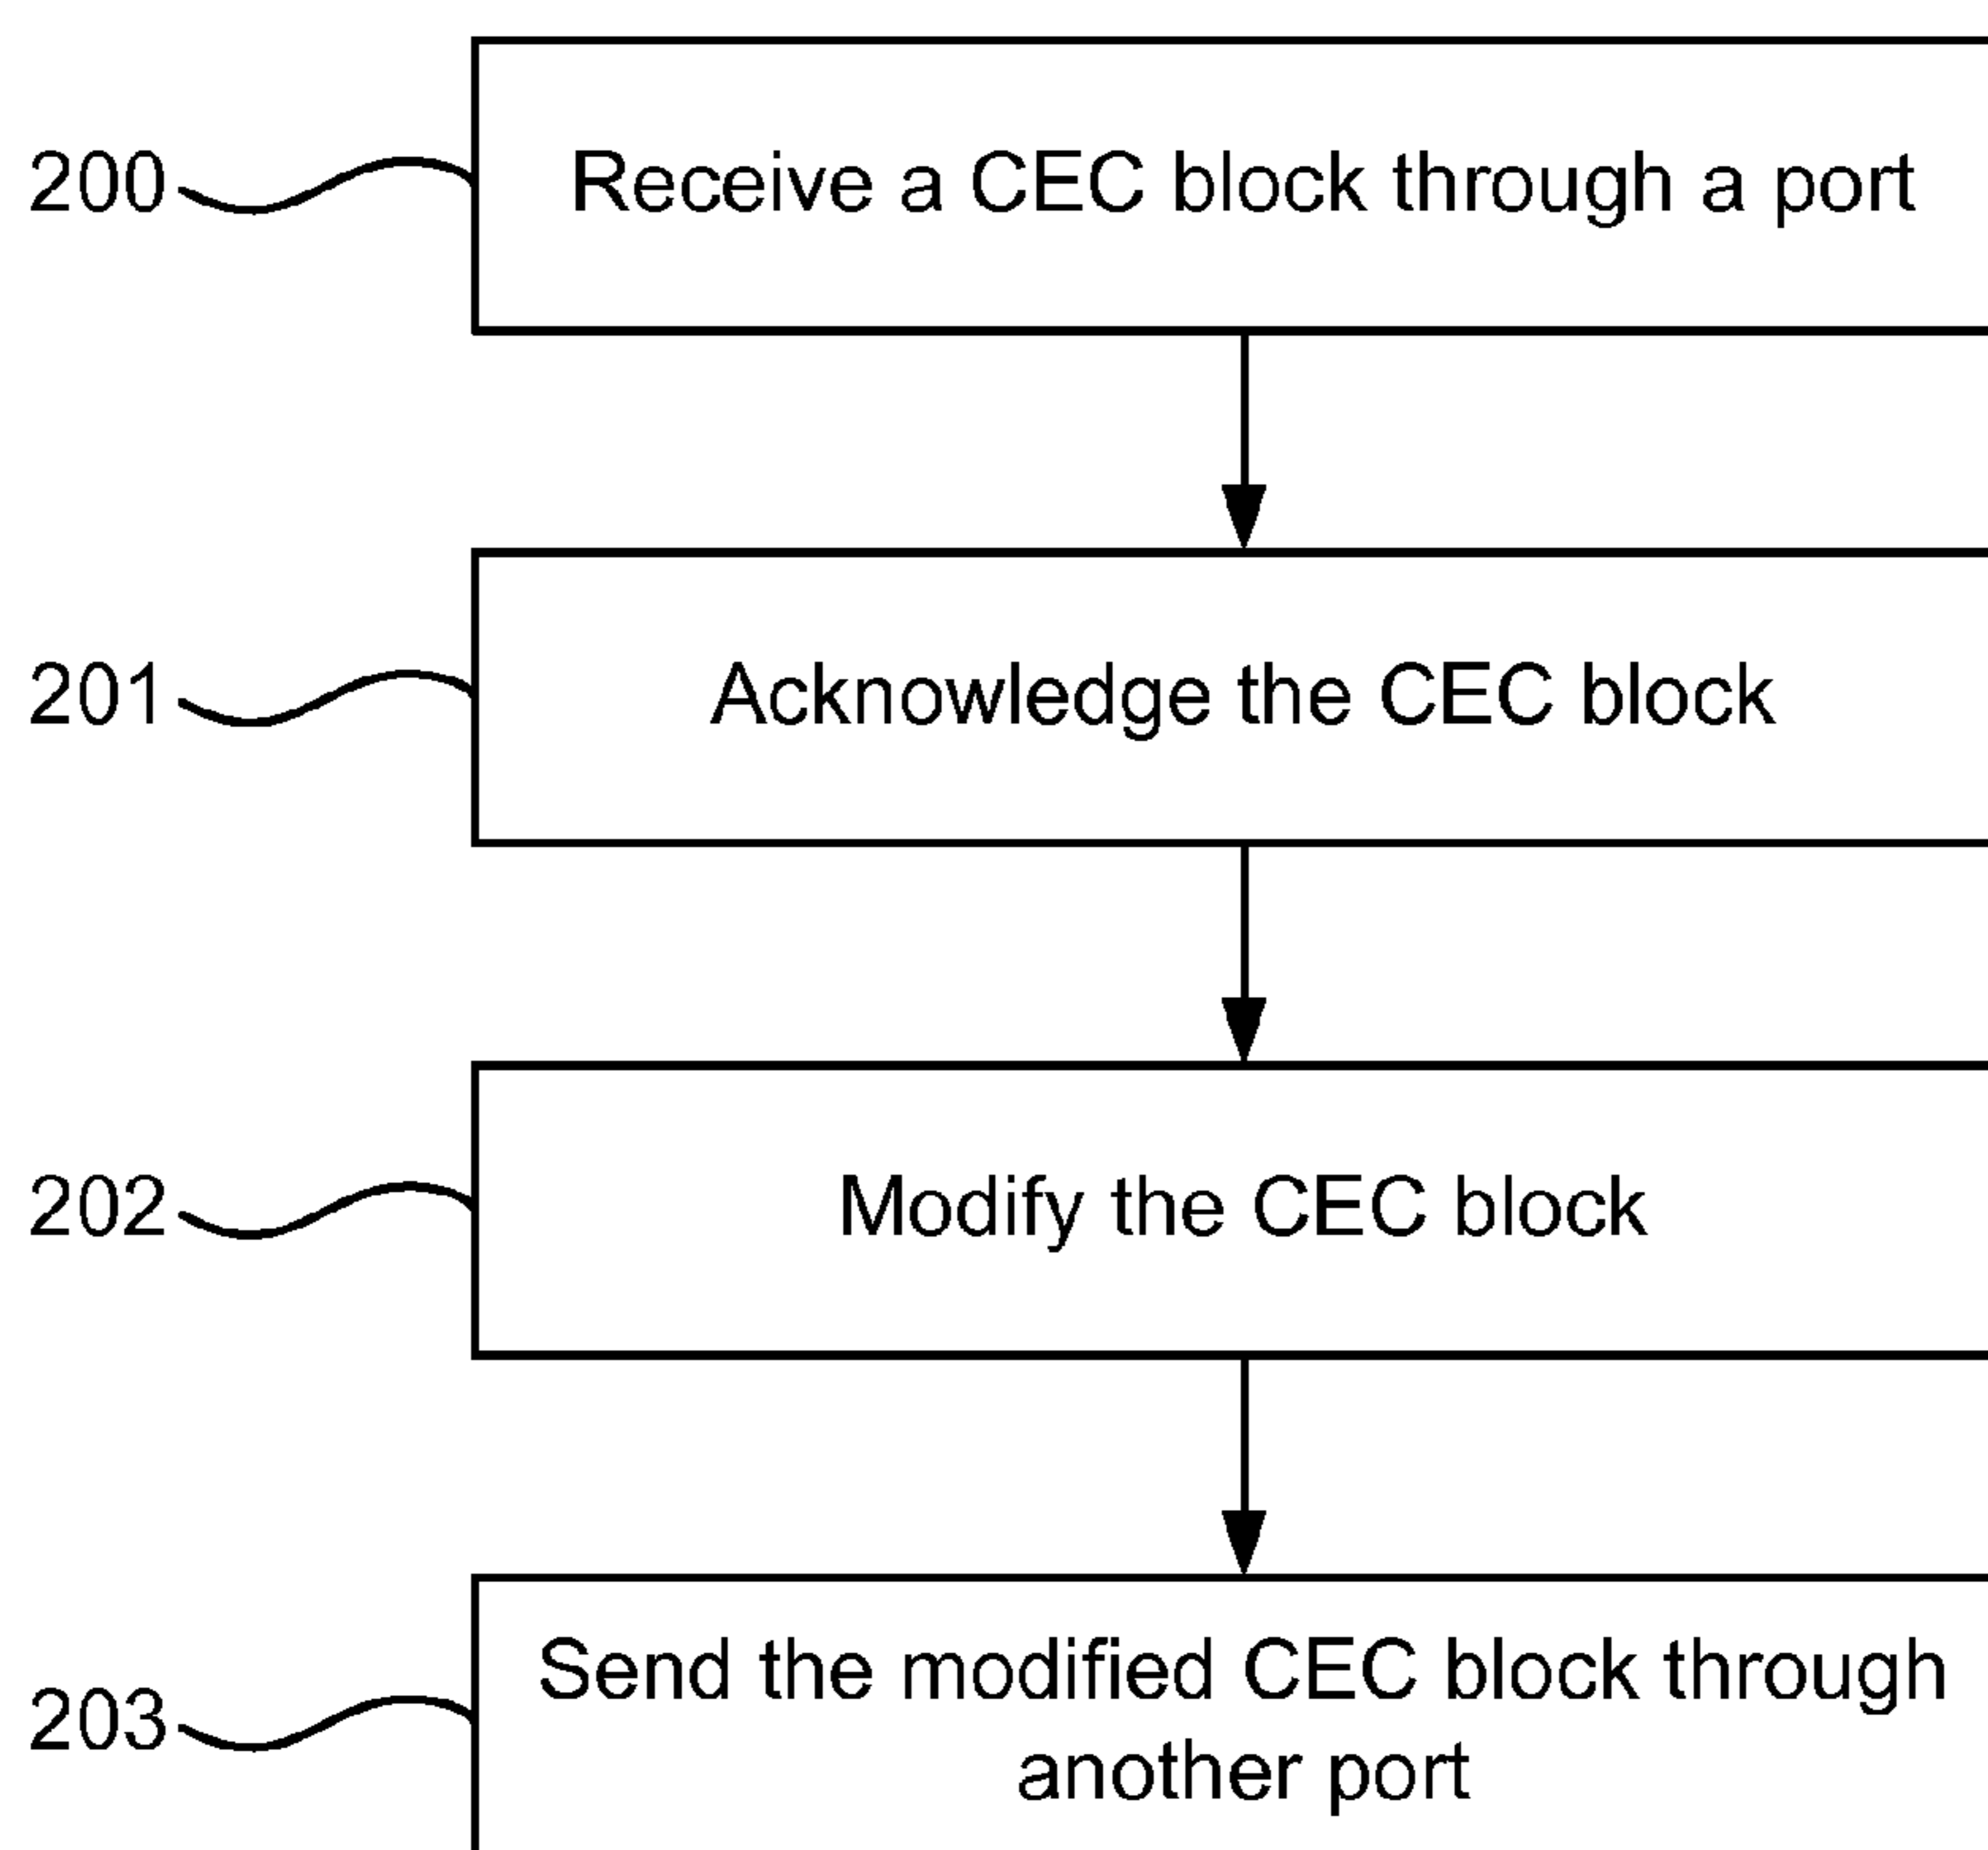 200
Receive a CEC block through a port
201
Acknowledge the CEC block
202
Modify the CEC block
203
Send the modified CEC block through
another port